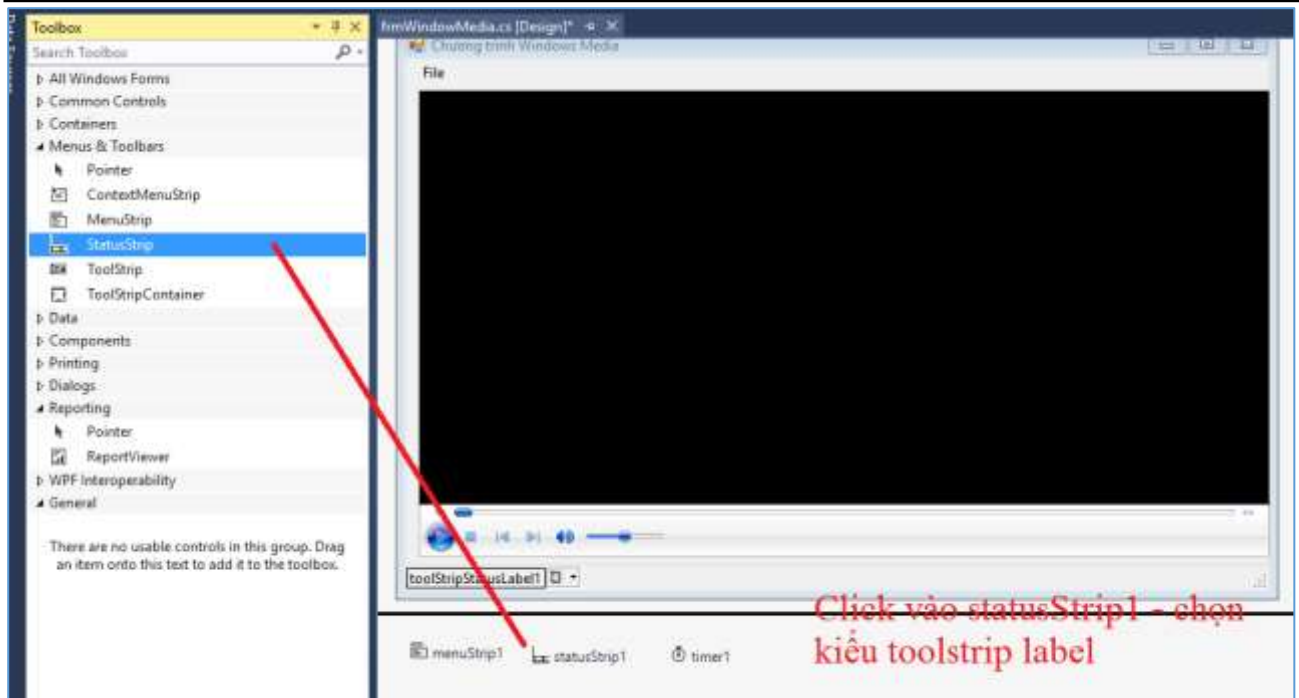 Toolbox
Search Toolbox
All Windows Forms
Common Controls
Containers
Menus & Toolbars
Pointer
ContextMenuStrip
MenuStrip
StatusStrip
ToolStrip
ToolStripContainer
Data
Components
Printing
Dialogs
Reporting
Pointer
ReportViewer
WPF Interoperability
General
There are no usable controls in this group. Drag
an item onto this text to add it to the toolbox.
frmWindowMedia.cs [Design]*
Chương trình Windows Media
File
toolStripStatusLabel1
menuStrip1
statusStrip1
timer1
Click vào statusStrip1 - chọn
kiểu toolstrip label